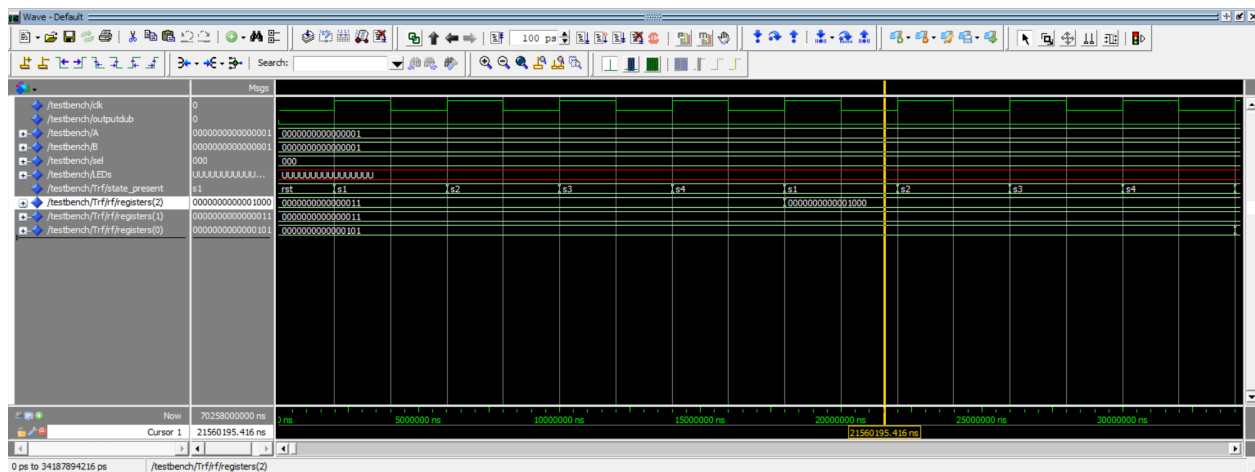 Wave - Default
100 ps
Search:
Msgs
/testbench/clk 0
/testbench/outputdub 0
/testbench/A 0000000000000001 0000000000000001
/testbench/B 0000000000000001 0000000000000001
/testbench/sel 000 000
/testbench/LEDs UUUUUUUUUUU... UUUUUUUUUUUUUUUU
/testbench/Trf/state_present s1 rst s1 s2 s3 s4 s1 s2 s3 s4
/testbench/Trf/rf/registers(2) 0000000000001000 0000000000000011 0000000000001000
/testbench/Trf/rf/registers(1) 0000000000000011 0000000000000011
/testbench/Trf/rf/registers(0) 0000000000000101 0000000000000101
Now 70258000000 ns ns 5000000 ns 10000000 ns 15000000 ns 20000000 ns 25000000 ns 30000000 ns
Cursor 1 21560195.416 ns 21560195.416 ns
0 ps to 34187894216 ps /testbench/Trf/rf/registers(2)